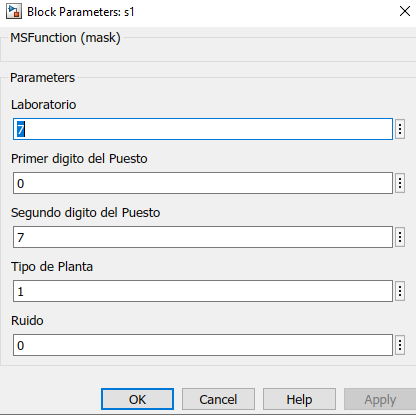 Block Parameters: s1
MSFunction (mask)
Parameters
Laboratorio
7
Primer digito del Puesto
0
Segundo digito del Puesto
7
Tipo de Planta
1
Ruido
0
OK Cancel Help Apply